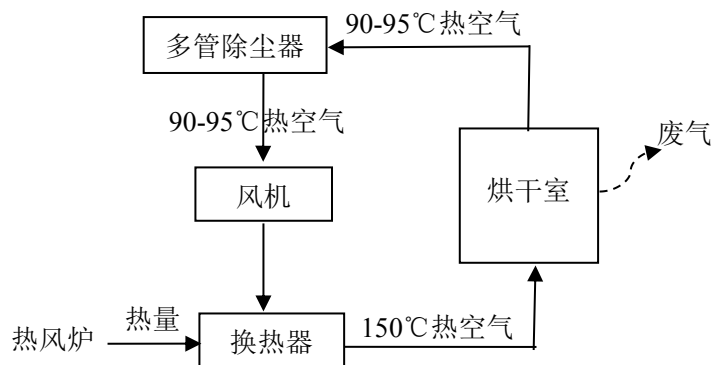 90-95℃热空气
多管除尘器
90-95℃热空气
废气
风机
烘干室
热量
热风炉
换热器
150℃热空气